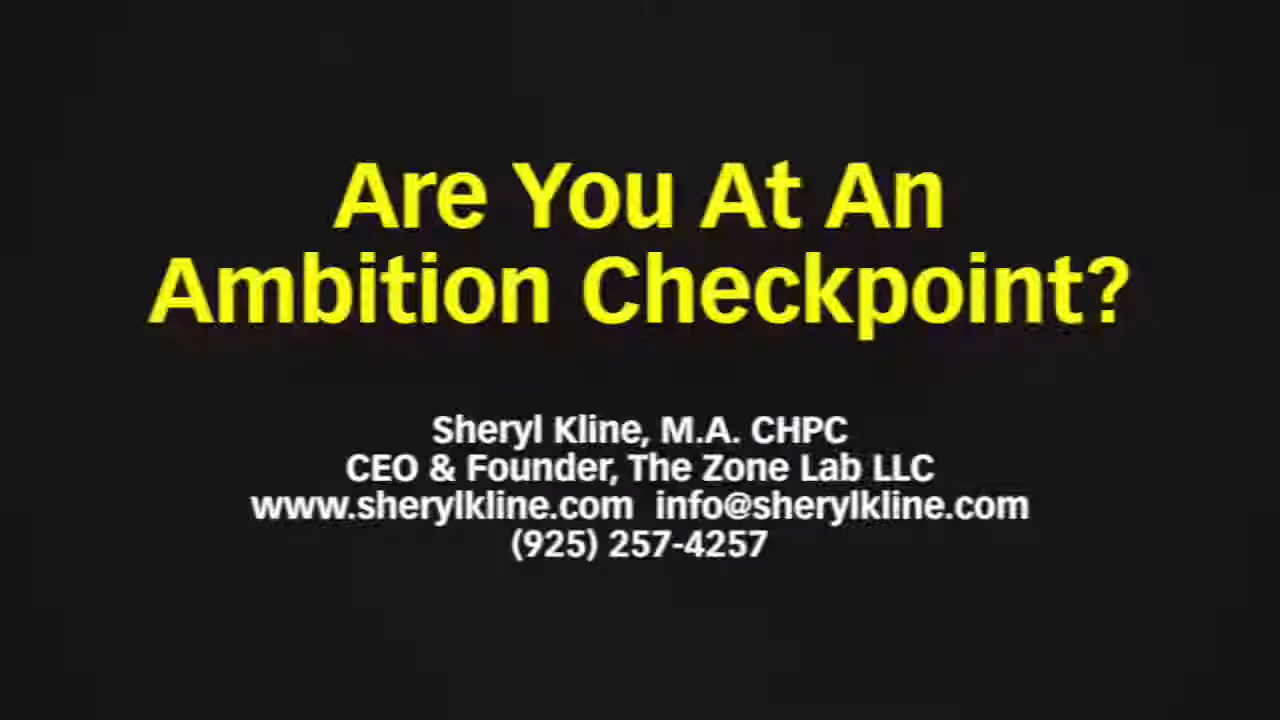 Are You At An
Ambition Checkpoint?
Sheryl Kline, M.A. CHPC
CEO & Founder, The Zone Lab LLC
www.sherylkline.com info@sherylkline.com
(925) 257-4257